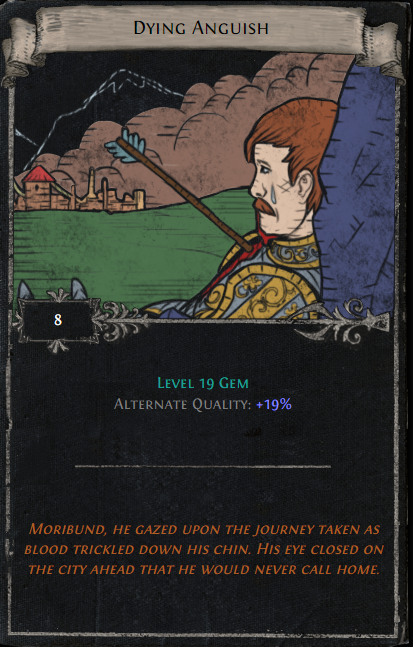 Dying Anguish
8
Level 19 Gem
Alternate Quality: +19%
Moribund, he gazed upon the journey taken as
blood trickled down his chin. His eye closed on
the city ahead that he would never call home.